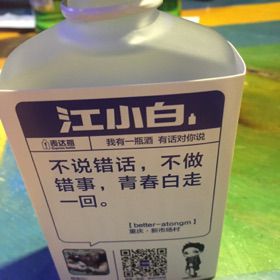 江小白
表达瓶
我有一瓶酒 有话对你说
不说错话，不做
错事，青春白走
一回。
【better-atongm】
重庆·新市场村